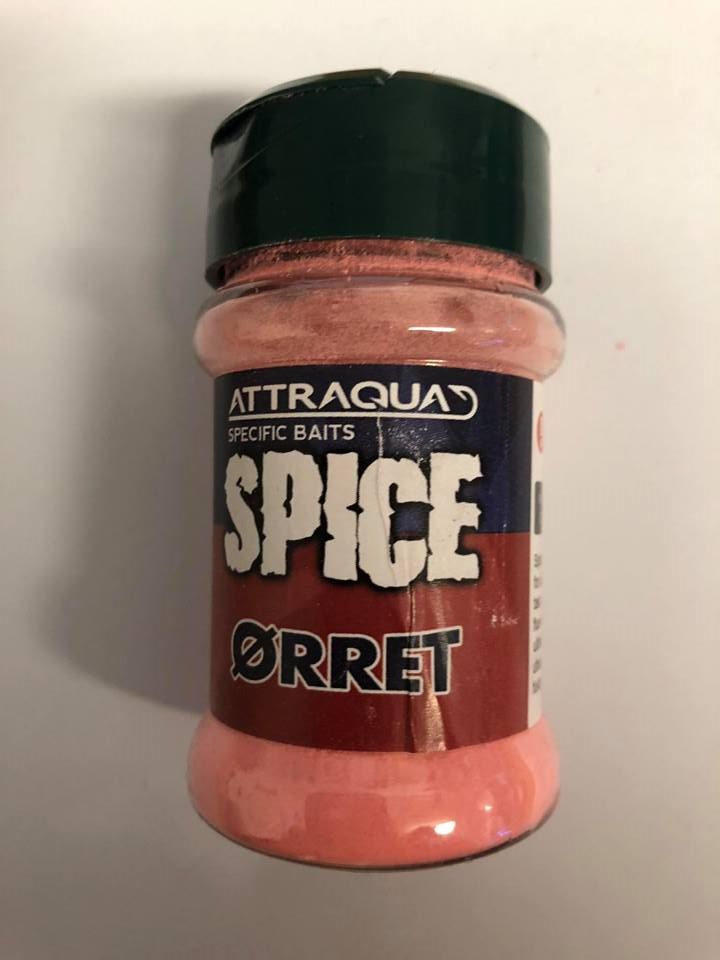 ATTRAQUA
SPECIFIC BAITS
SPICE
ØRRET